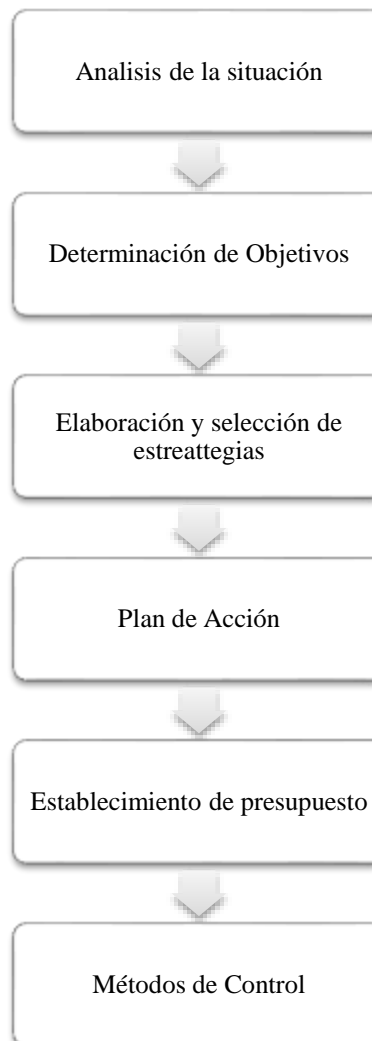 Analisis de la situación
Determinación de Objetivos
Elaboración y selección de
estreattegias
Plan de Acción
Establecimiento de presupuesto
Métodos de Control